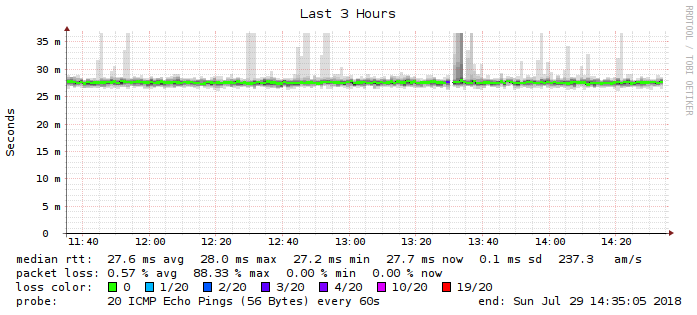 Last 3 Hours
RRDTOOL / TOBI OETIKER
Seconds
35 m
30 m
25 m
20 m
15 m
10 m
5 m
0
11:40 12:00 12:20 12:40 13:00 13:20 13:40 14:00 14:20
median rtt: 27.6 ms avg 28.0 ms max 27.2 ms min 27.7 ms now 0.1 ms sd 237.3 am/s
packet loss: 0.57 % avg 88.33 % max 0.00 % min 0.00 % now
loss color: 0 1/20 2/20 3/20 4/20 10/20 19/20
probe: 20 ICMP Echo Pings (56 Bytes) every 60s end: Sun Jul 29 14:35:05 2018